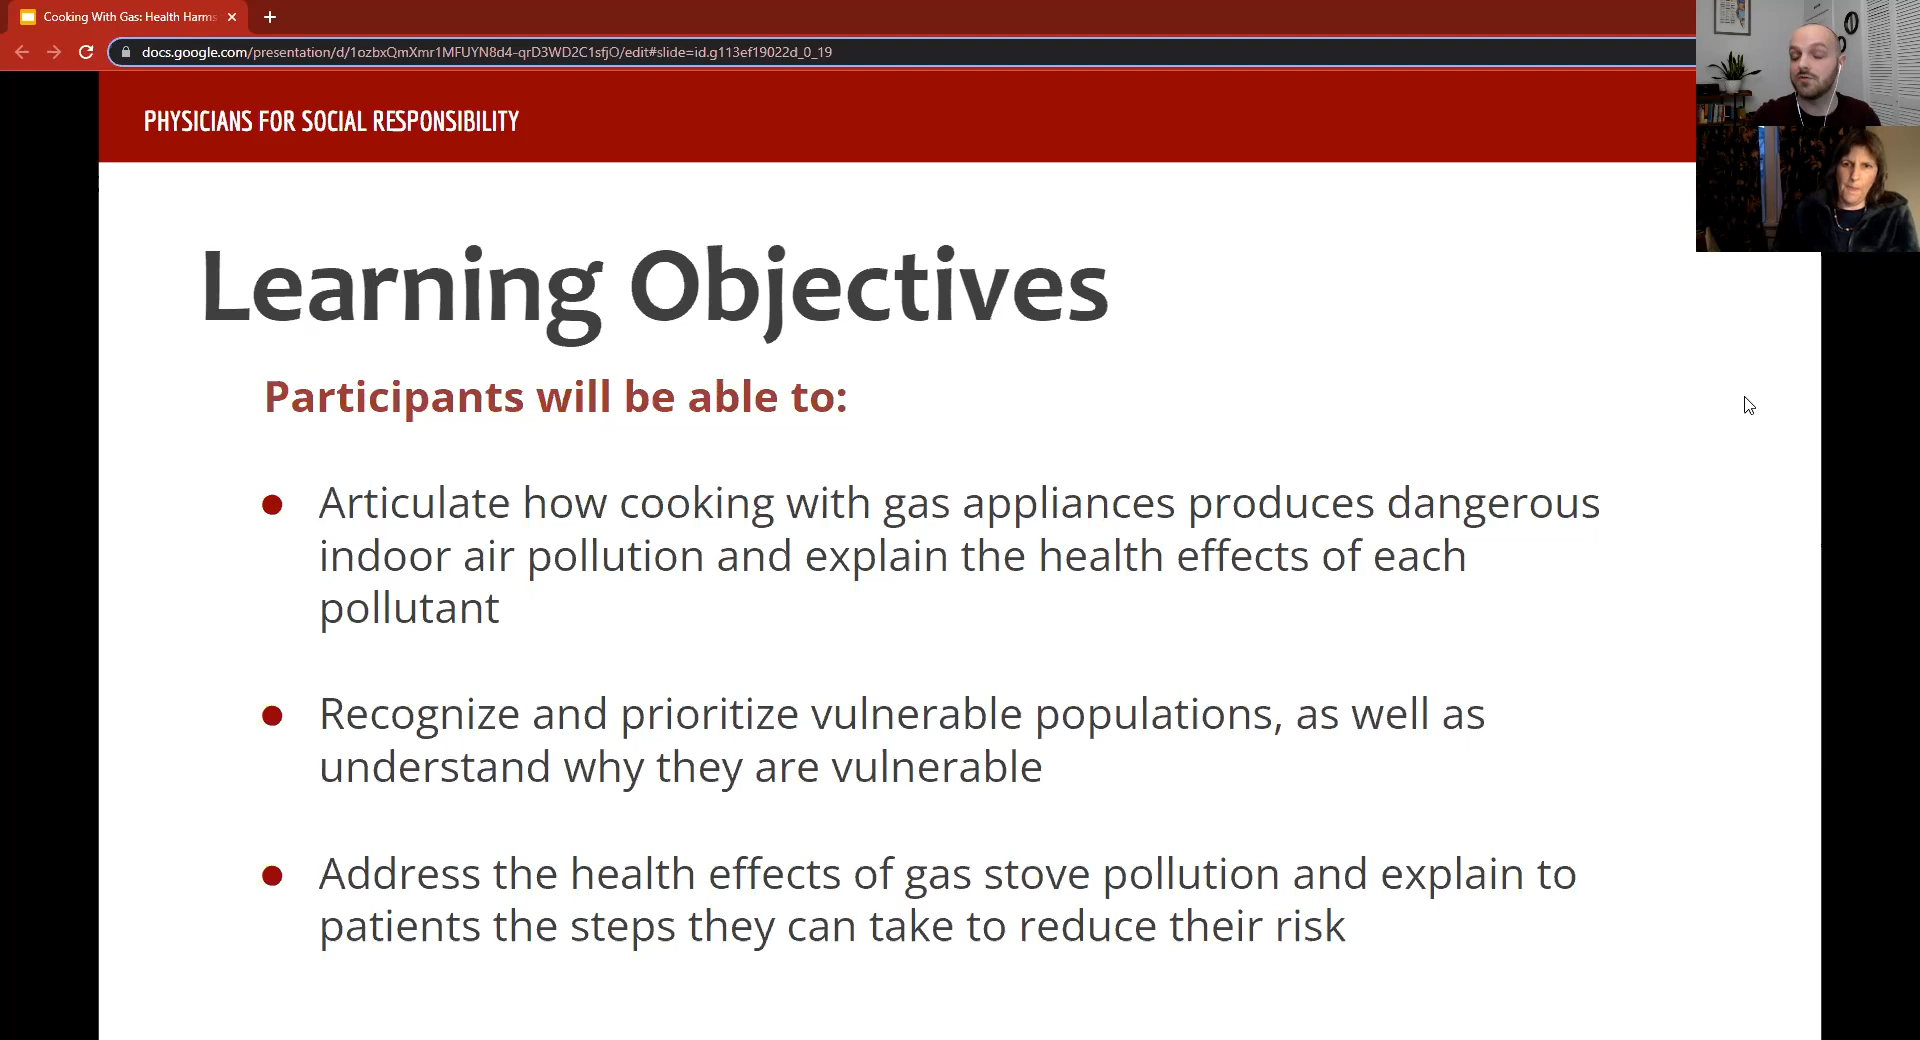 Cooking With Gas: Health Harms
docs.google.com/presentation/d/1ozbxQmXmr1MFUYN8d4-qrD3WD2C1sfjO/edit#slide=id.g113ef19022d_0_19
PHYSICIANS FOR SOCIAL RESPONSIBILITY
Learning Objectives
Participants will be able to:
● Articulate how cooking with gas appliances produces dangerous
indoor air pollution and explain the health effects of each
pollutant
● Recognize and prioritize vulnerable populations, as well as
understand why they are vulnerable
● Address the health effects of gas stove pollution and explain to
patients the steps they can take to reduce their risk